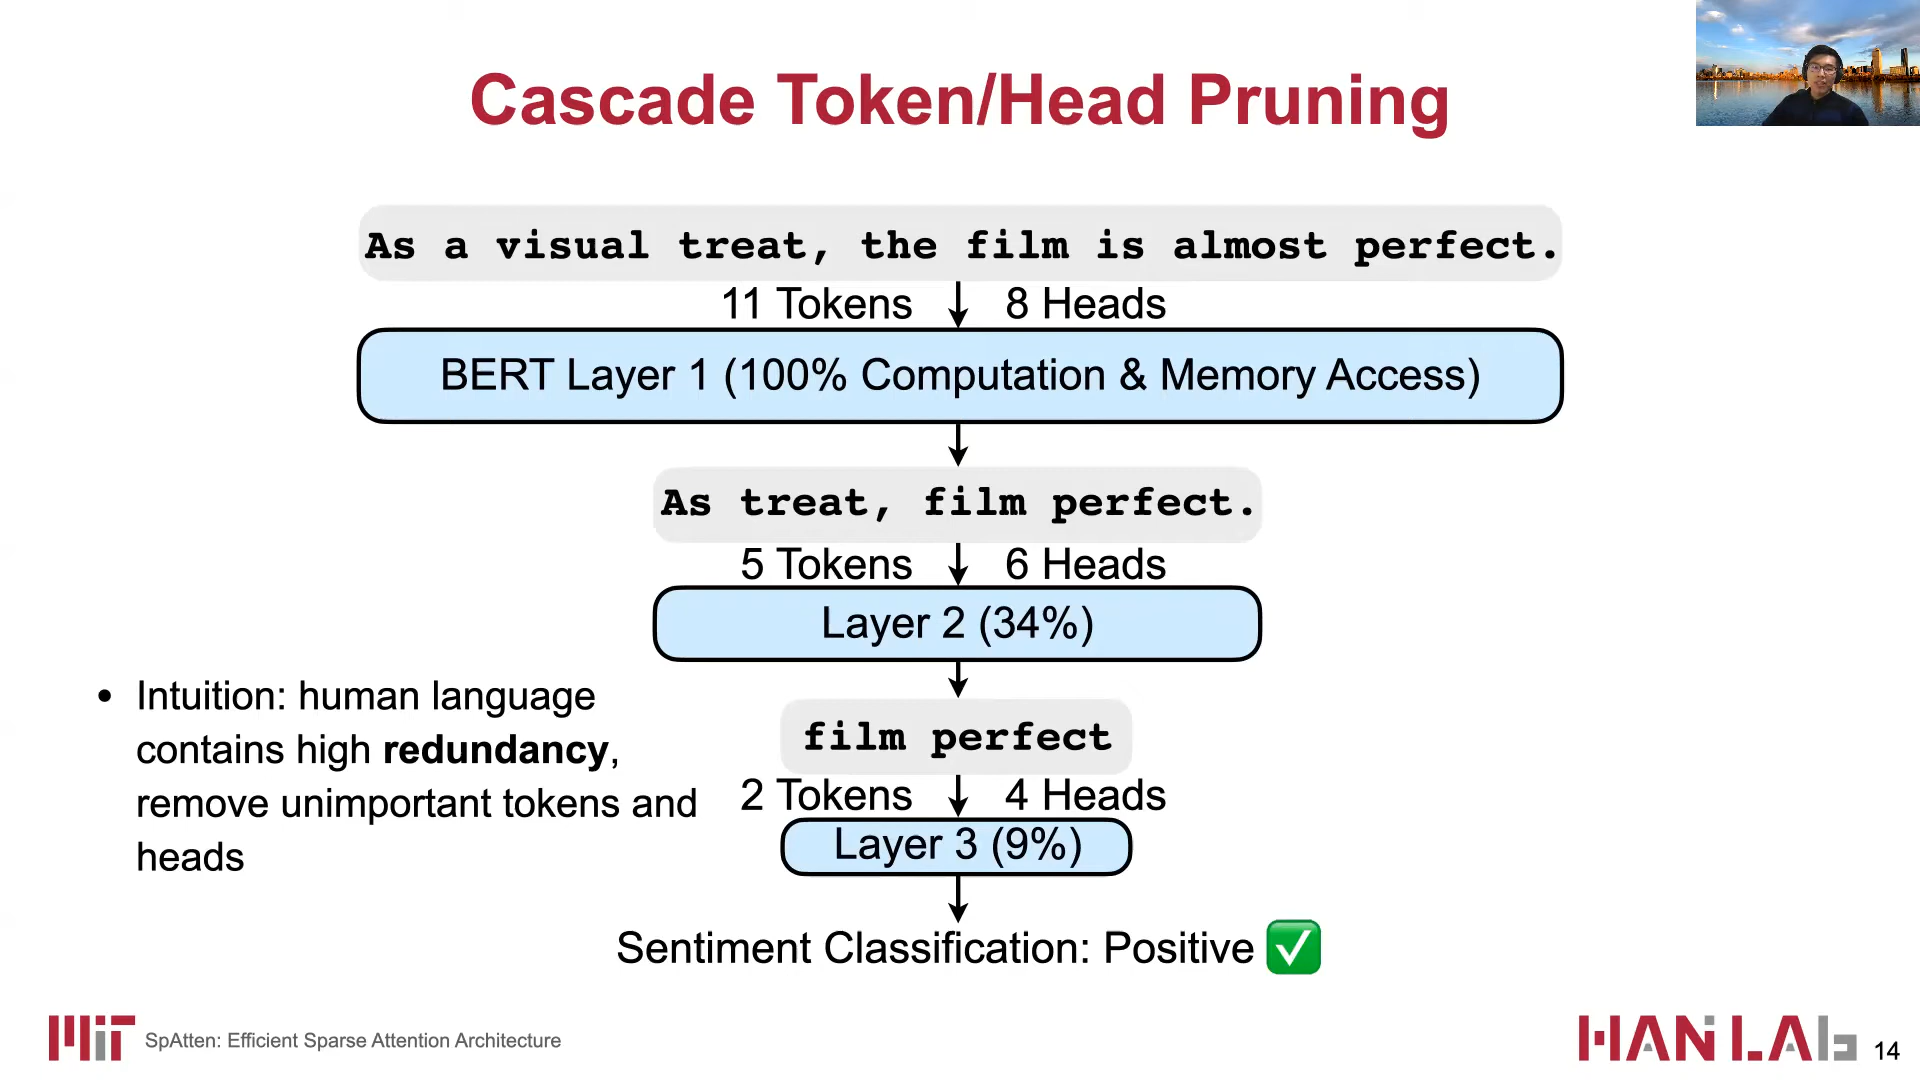 Cascade Token/Head Pruning
As a visual treat, the film is almost perfect.
11 Tokens 8 Heads
BERT Layer 1 (100% Computation & Memory Access)
As treat, film perfect.
5 Tokens 6 Heads
Layer 2 (34%)
• Intuition: human language
contains high redundancy,
remove unimportant tokens and
heads
film perfect
2 Tokens 4 Heads
Layer 3 (9%)
Sentiment Classification: Positive ✅
MIT SpAtten: Efficient Sparse Attention Architecture
HAN LAb 14